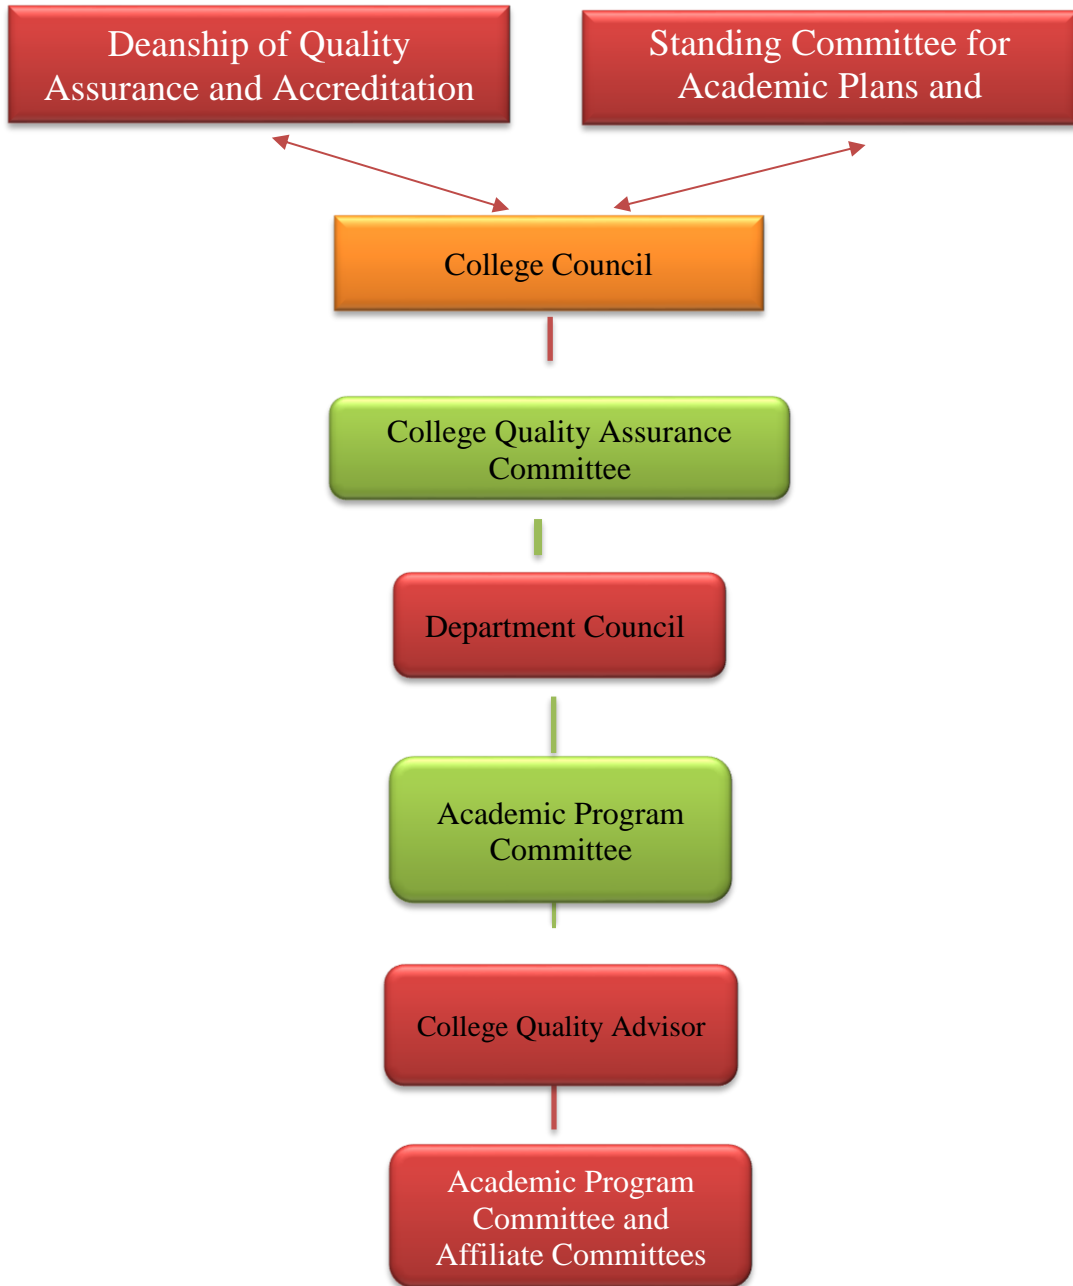 Deanship of Quality
Assurance and Accreditation
Standing Committee for
Academic Plans and
College Council
College Quality Assurance
Committee
Department Council
Academic Program
Committee
College Quality Advisor
Academic Program
Committee and
Affiliate Committees